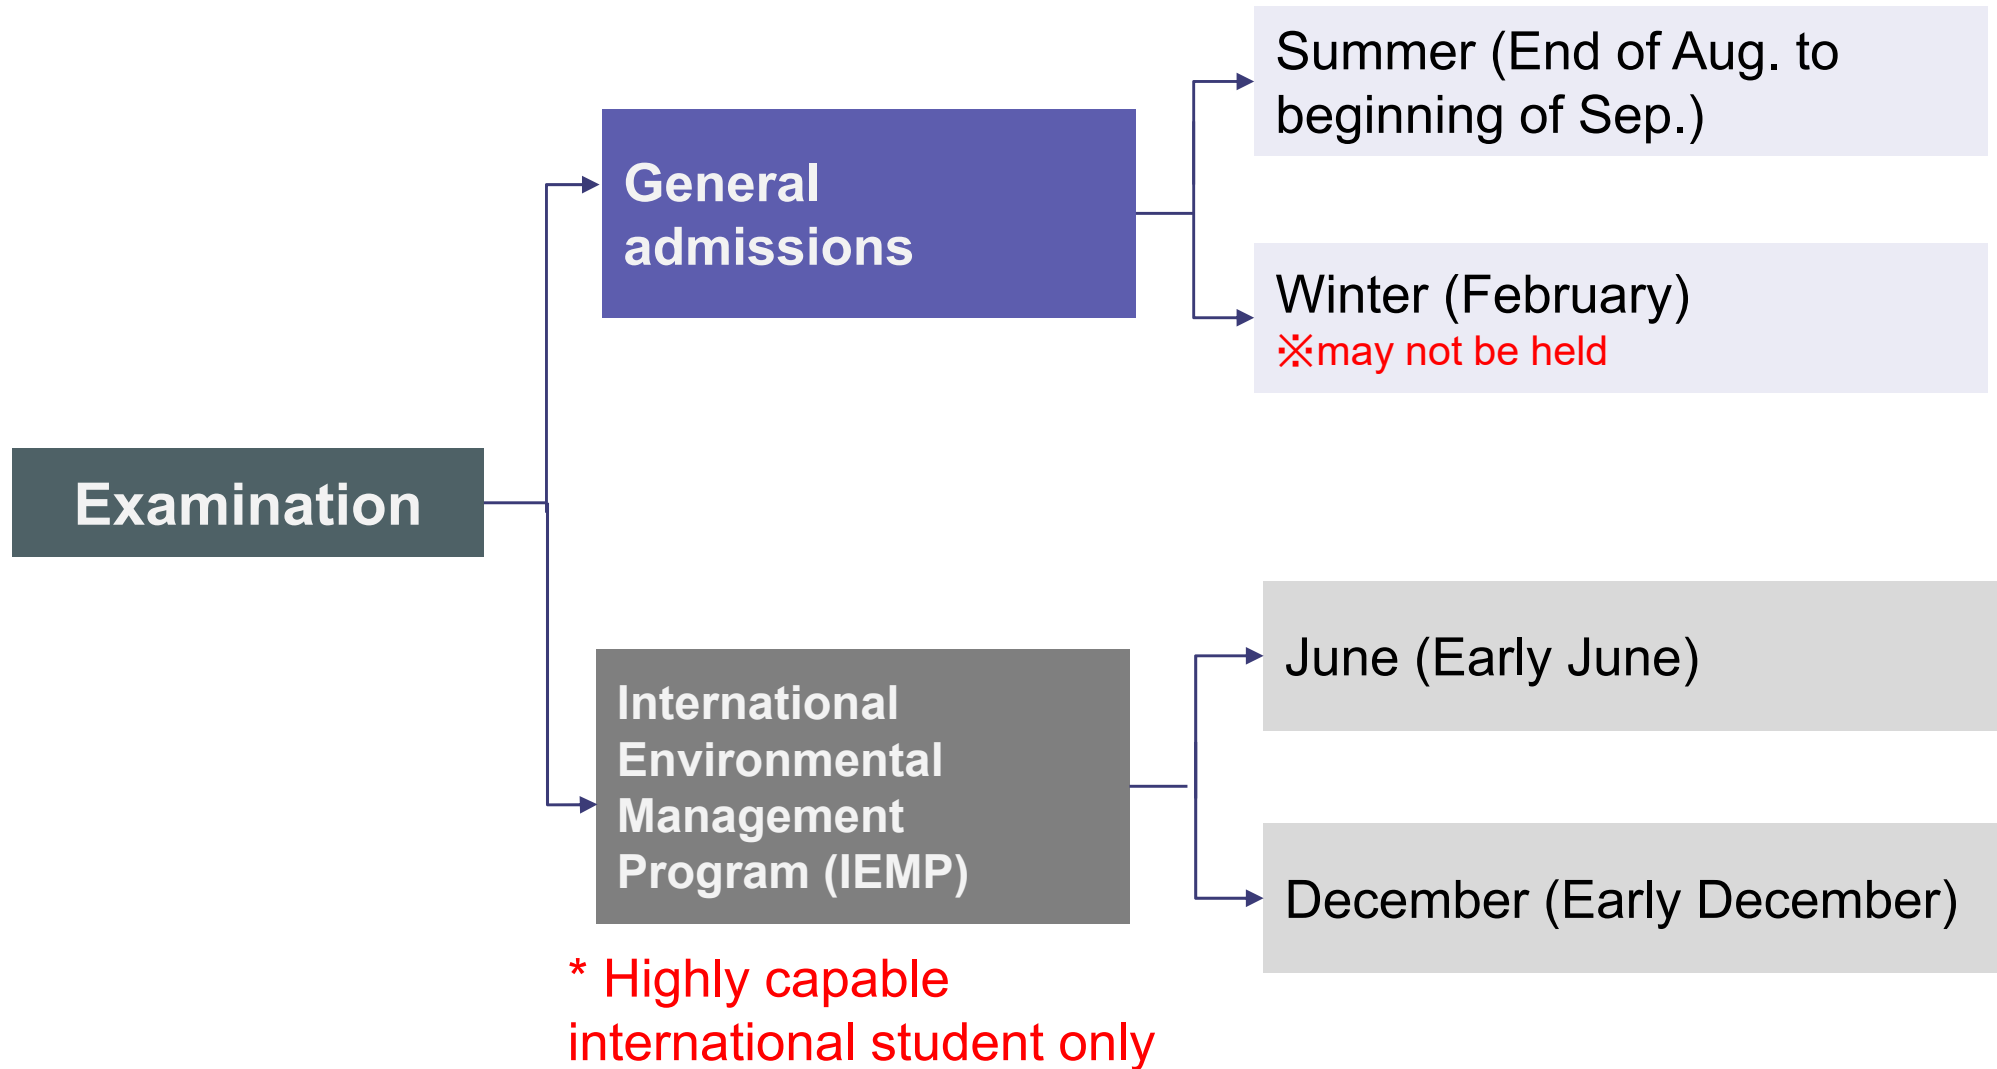 Examination
General
admissions
Summer (End of Aug. to
beginning of Sep.)
Winter (February)
※may not be held
International
Environmental
Management
Program (IEMP)
* Highly capable
international student only
June (Early June)
December (Early December)